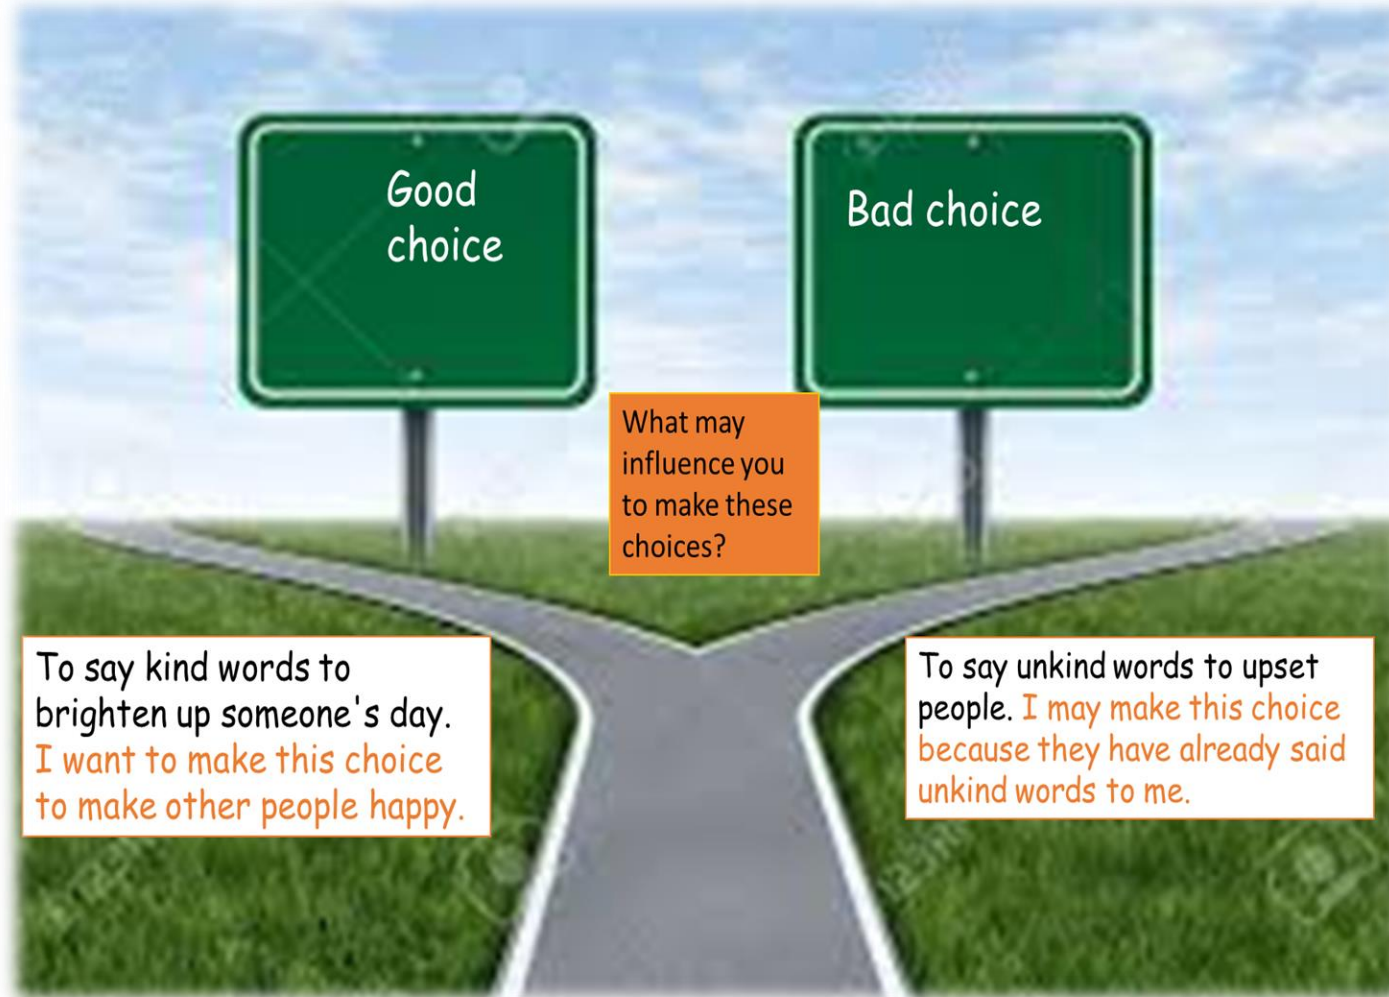 Good
choice
Bad choice
What may
influence you
to make these
choices?
To say kind words to
brighten up someone's day.
I want to make this choice
to make other people happy.
To say unkind words to upset
people. I may make this choice
because they have already said
unkind words to me.